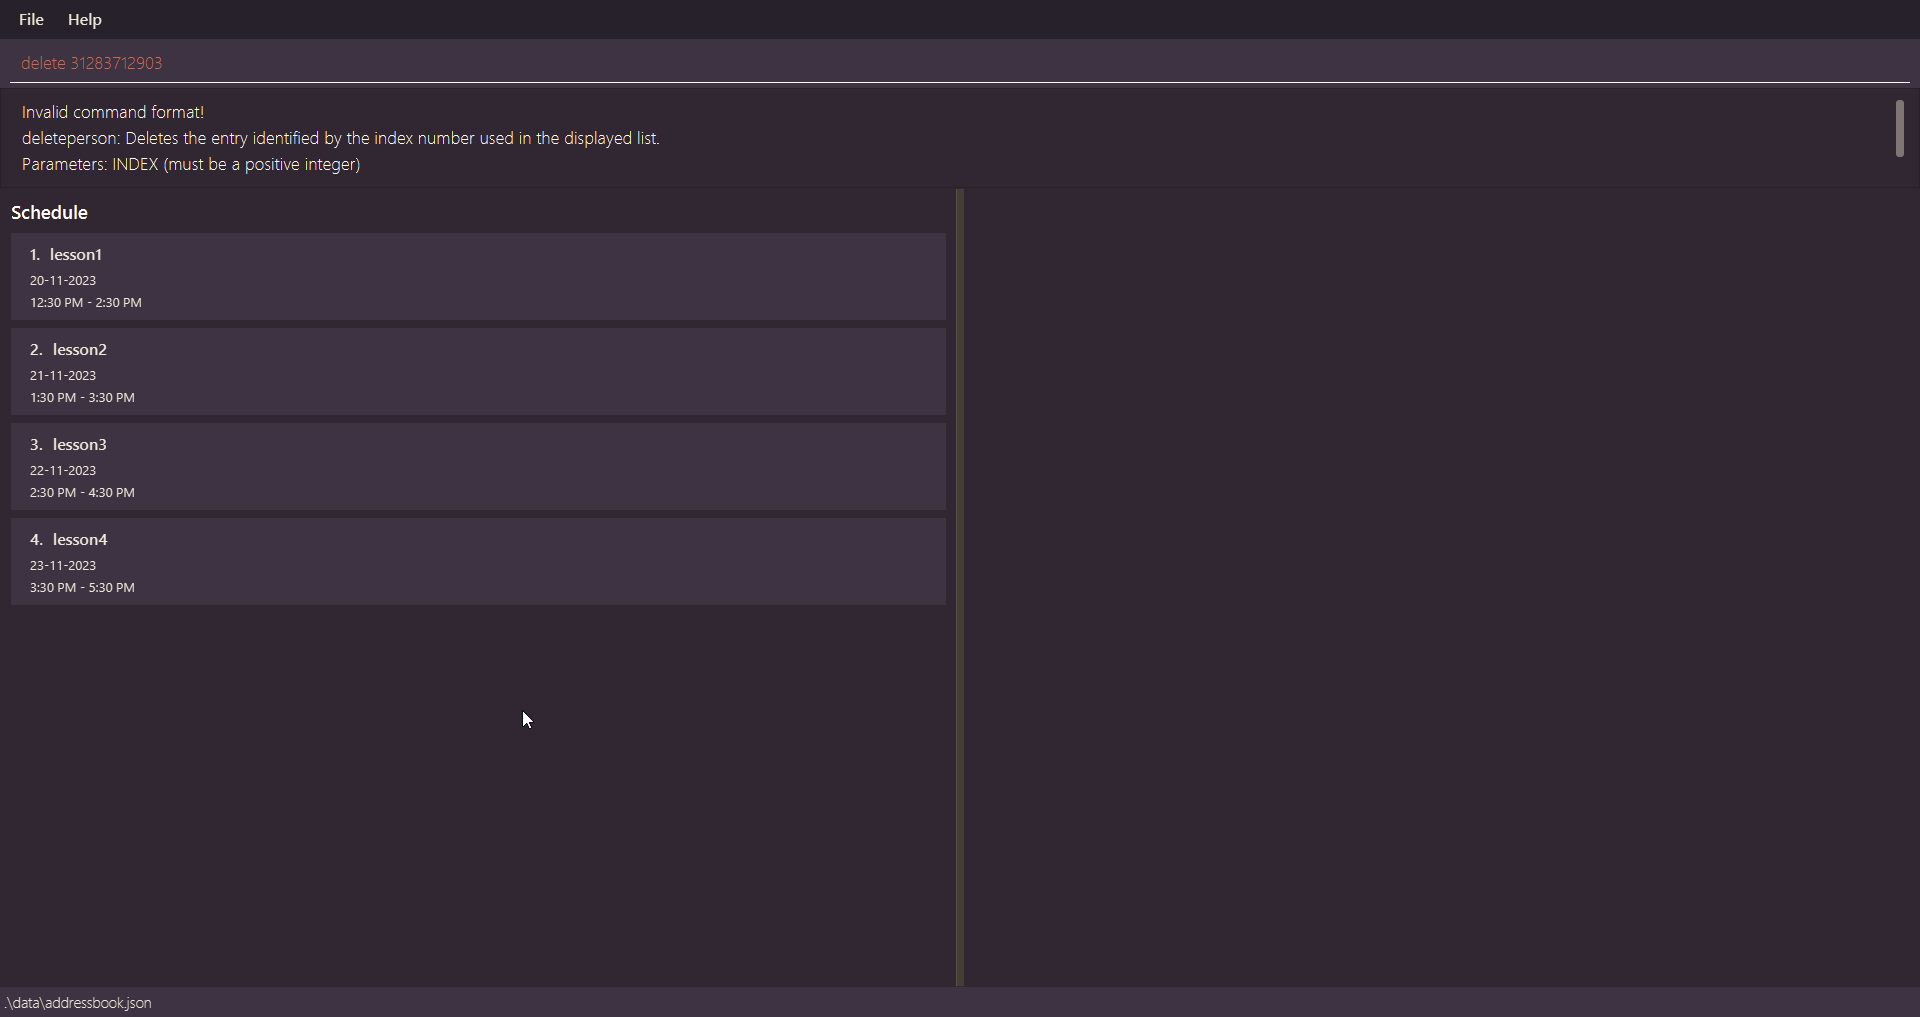 File Help
delete 31283712903
Invalid command format!
deleteperson: Deletes the entry identified by the index number used in the displayed list.
Parameters: INDEX (must be a positive integer)
Schedule
1. lesson1
20-11-2023
12:30 PM - 2:30 PM
2. lesson2
21-11-2023
1:30 PM - 3:30 PM
3. lesson3
22-11-2023
2:30 PM - 4:30 PM
4. lesson4
23-11-2023
3:30 PM - 5:30 PM
.\data\addressbook.json